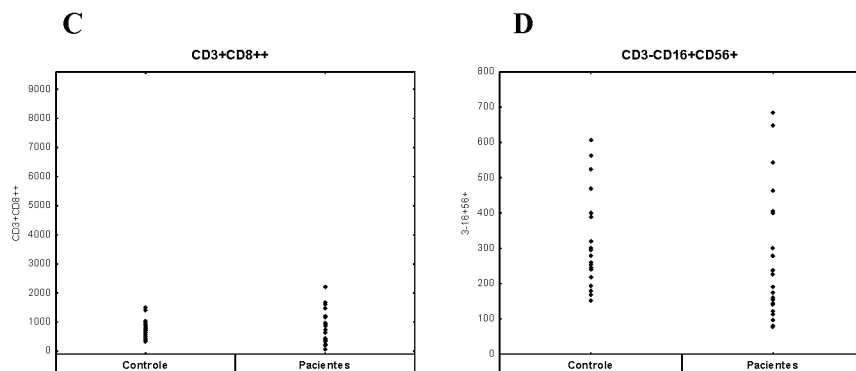 C
CD3+CD8++
9000
8000
7000
6000
5000
4000
3000
2000
1000
0
CD3+CD8++
Controle
Pacientes
D
CD3-CD16+CD56+
800
700
600
500
400
300
200
100
0
3-16+56+
Controle
Pacientes